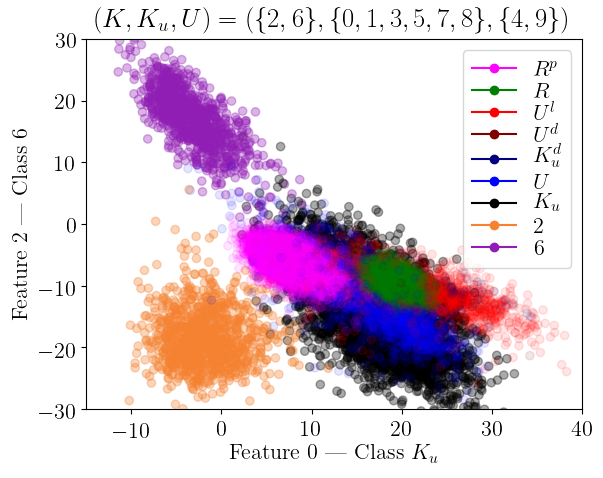 (K, K_u, U) = ({2, 6}, {0, 1, 3, 5, 7, 8}, {4, 9})
Feature 2 — Class 6
30
20
10
0
−10
−20
−30
R^p
R
U^l
U^d
K_u^d
U
K_u
2
6
−10 0 10 20 30 40
Feature 0 — Class K_u